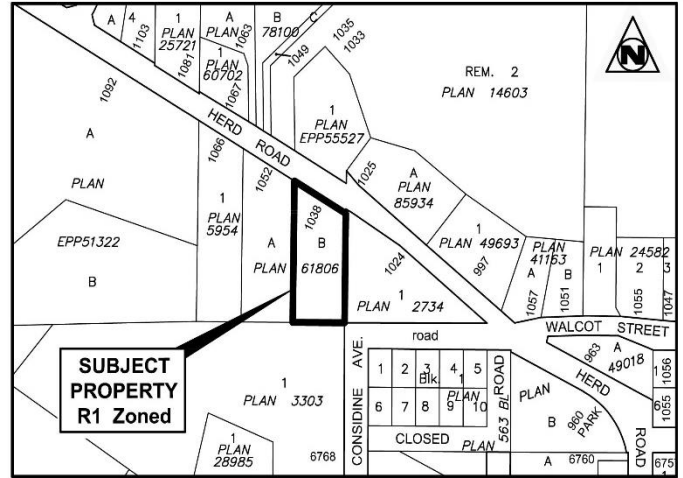 A
4
1103
1
PLAN
25721
1081
A
PLAN
1063
1
PLAN
60702
1067
B
78100
C
1049
1035
1033
REM. 2
PLAN 14603
N
1092
HERD ROAD
1
PLAN
EPP55527
A
PLAN
1066
1052
1025
A
PLAN
85934
1038
1
PLAN
5954
EPP51322
B
A
PLAN
B
61806
1024
PLAN
1
2734
1
PLAN 49693
997
PLAN
41163
A
B
1057
1051
PLAN 24582
1
2
3
1055
1047
road
WALCOT STREET
SUBJECT
PROPERTY
R1 Zoned
CONSIDINE AVE.
1 2 3 4 5
Blk. 1
PLAN
6 7 8 9 10
563 BL
ROAD
CLOSED
PLAN
963
A
49018
1
1056
HERD
ROAD
PLAN
B
960
PARK
6
1055
1
PLAN 3303
1
PLAN
28985
6768
A
6760
675
1